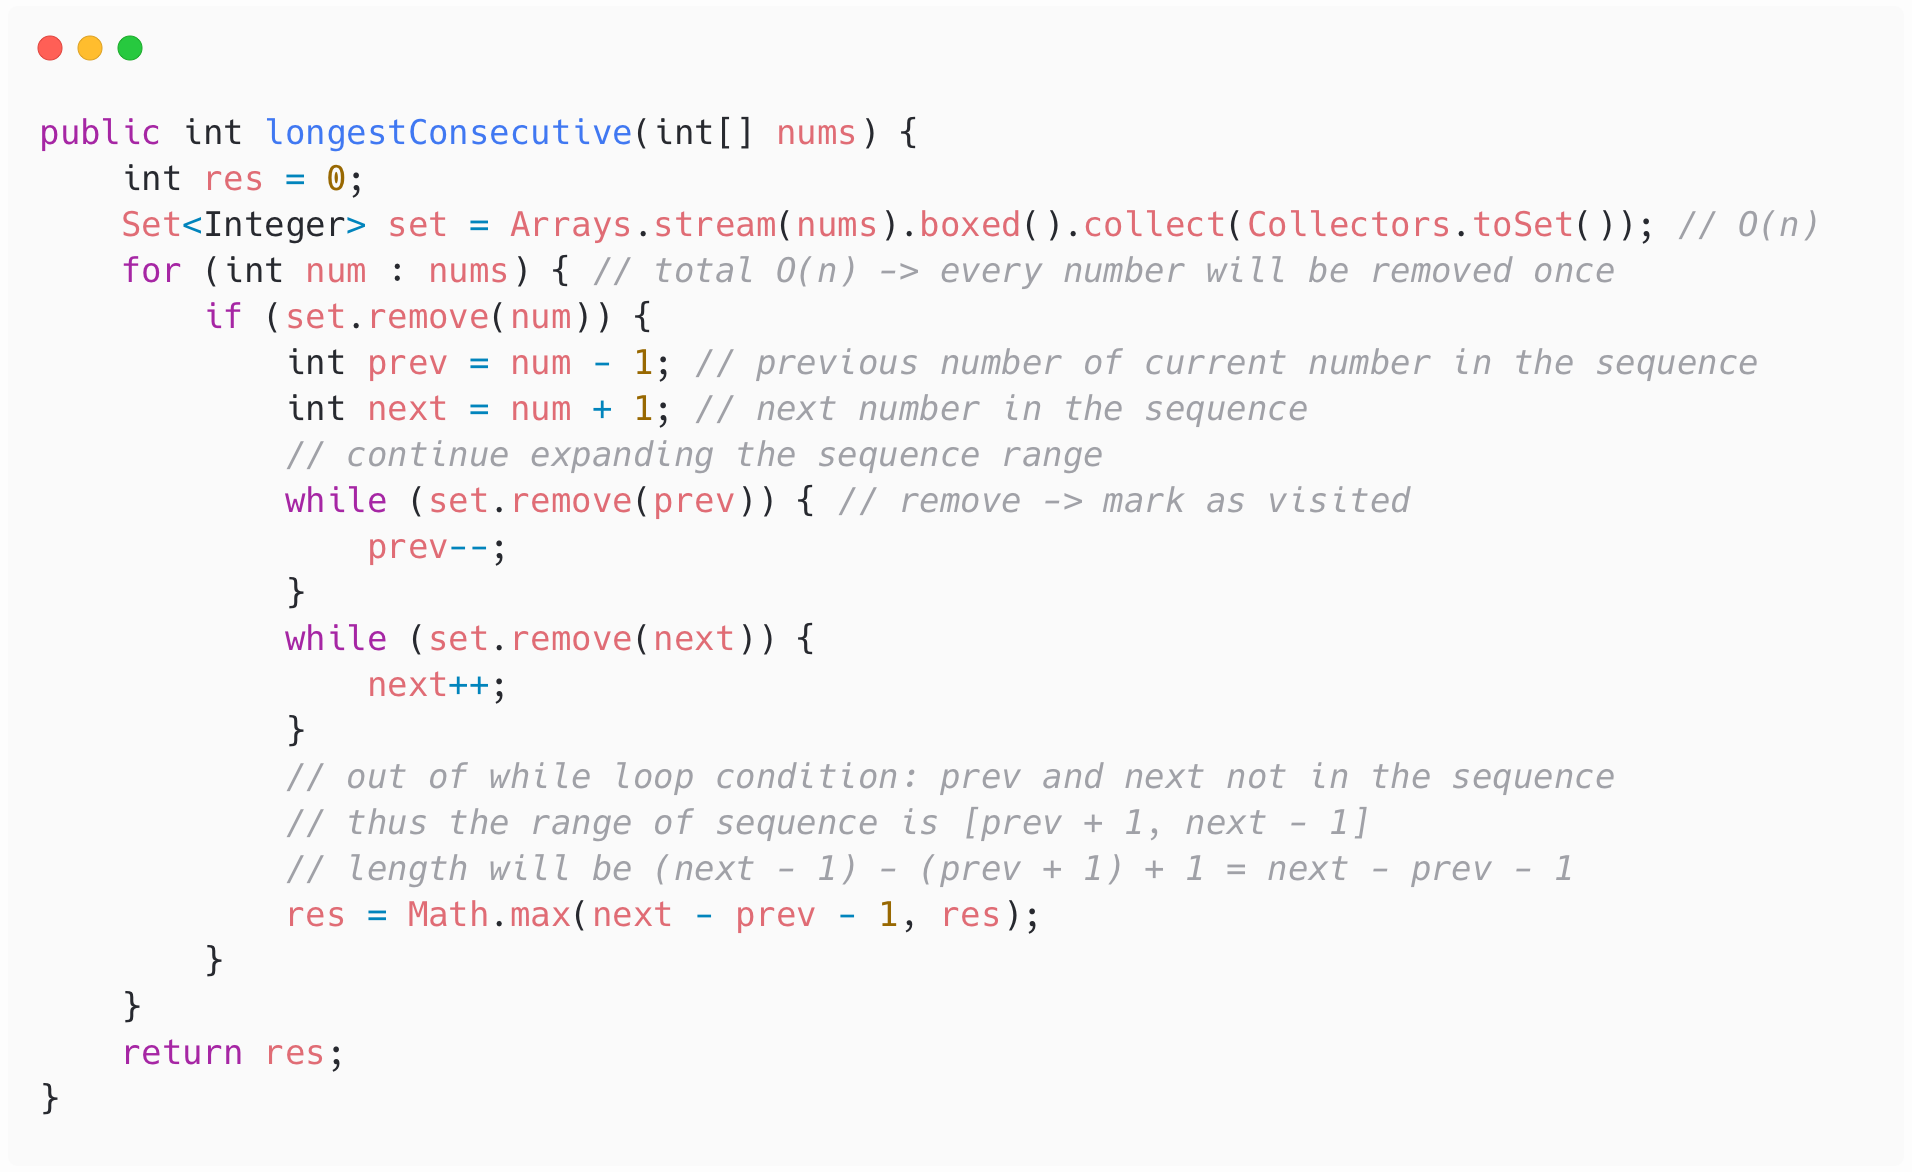 public int longestConsecutive(int[] nums) {
    int res = 0;
    Set<Integer> set = Arrays.stream(nums).boxed().collect(Collectors.toSet()); // O(n)
    for (int num : nums) { // total O(n) -> every number will be removed once
        if (set.remove(num)) {
            int prev = num - 1; // previous number of current number in the sequence
            int next = num + 1; // next number in the sequence
            // continue expanding the sequence range
            while (set.remove(prev)) { // remove -> mark as visited
                prev--;
            }
            while (set.remove(next)) {
                next++;
            }
            // out of while loop condition: prev and next not in the sequence
            // thus the range of sequence is [prev + 1, next - 1]
            // length will be (next - 1) - (prev + 1) + 1 = next - prev - 1
            res = Math.max(next - prev - 1, res);
        }
    }
    return res;
}